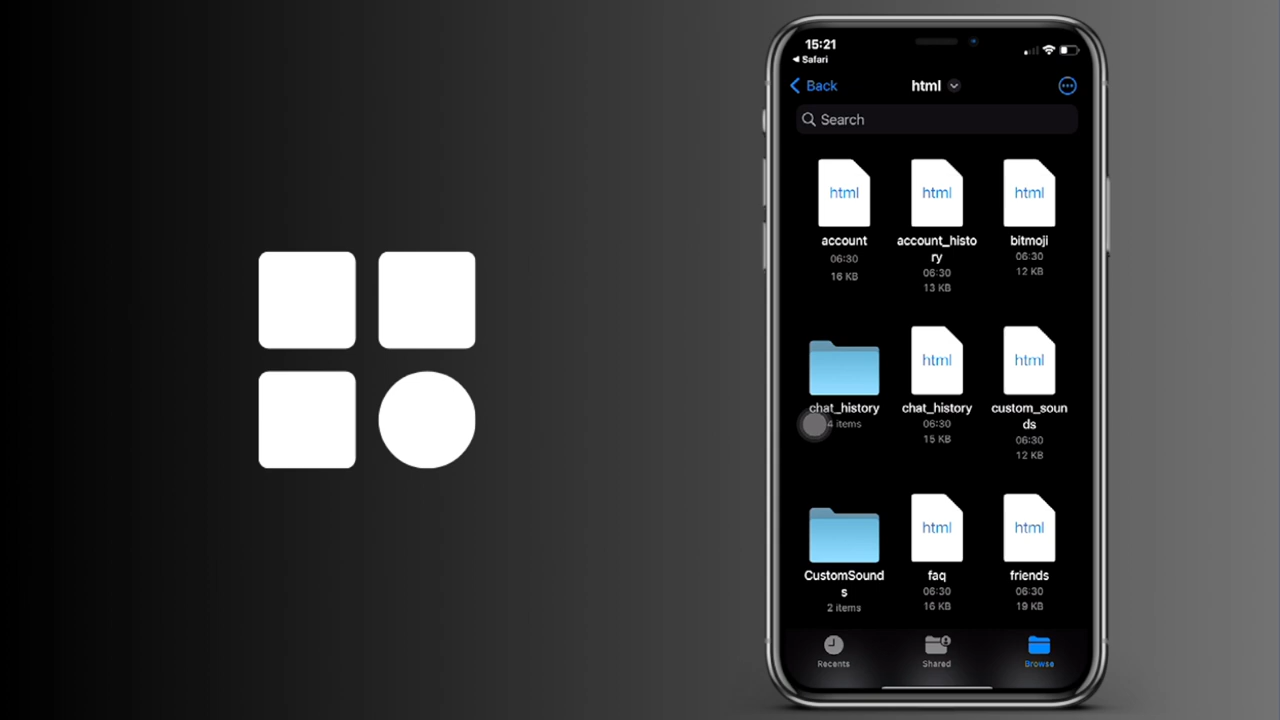 15:21
Safari
Back
html
Search
html
html
html
account
account_histo
bitmoji
ry
06:30
06:30
06:30
16 KB
12 KB
13 KB
html
html
chat_history
chat_history
custom_soun
ds
4 items
06:30
06:30
15 KB
12 KB
html
html
CustomSound
faq
friends
s
06:30
06:30
2 items
16 KB
19 KB
Recents
Shared
Browse